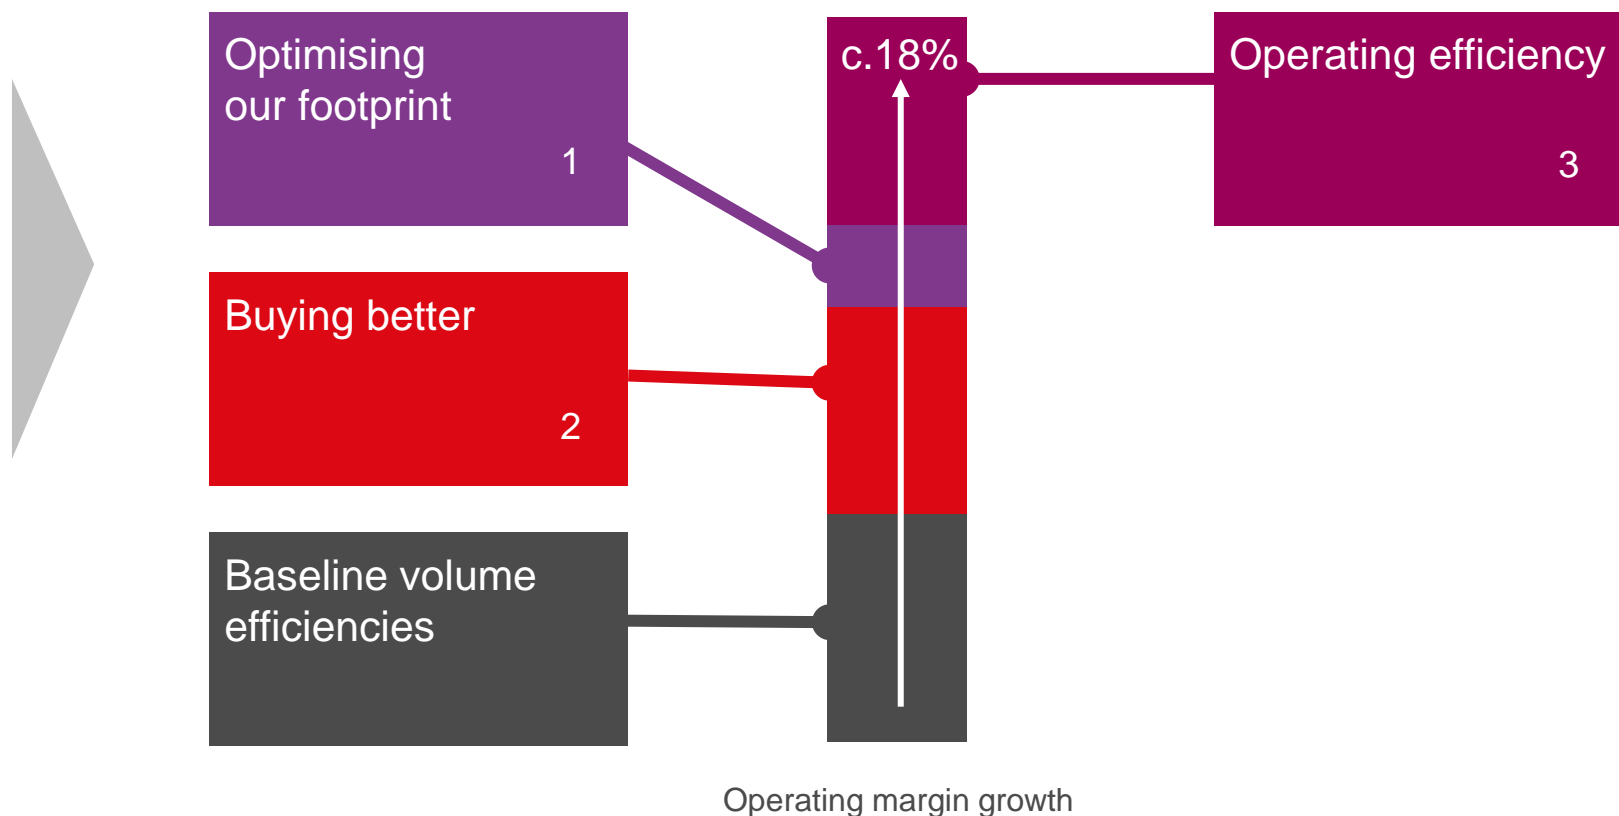 Optimising
our footprint
1
Buying better
2
Baseline volume
efficiencies
c.18%
Operating efficiency
3
Operating margin growth